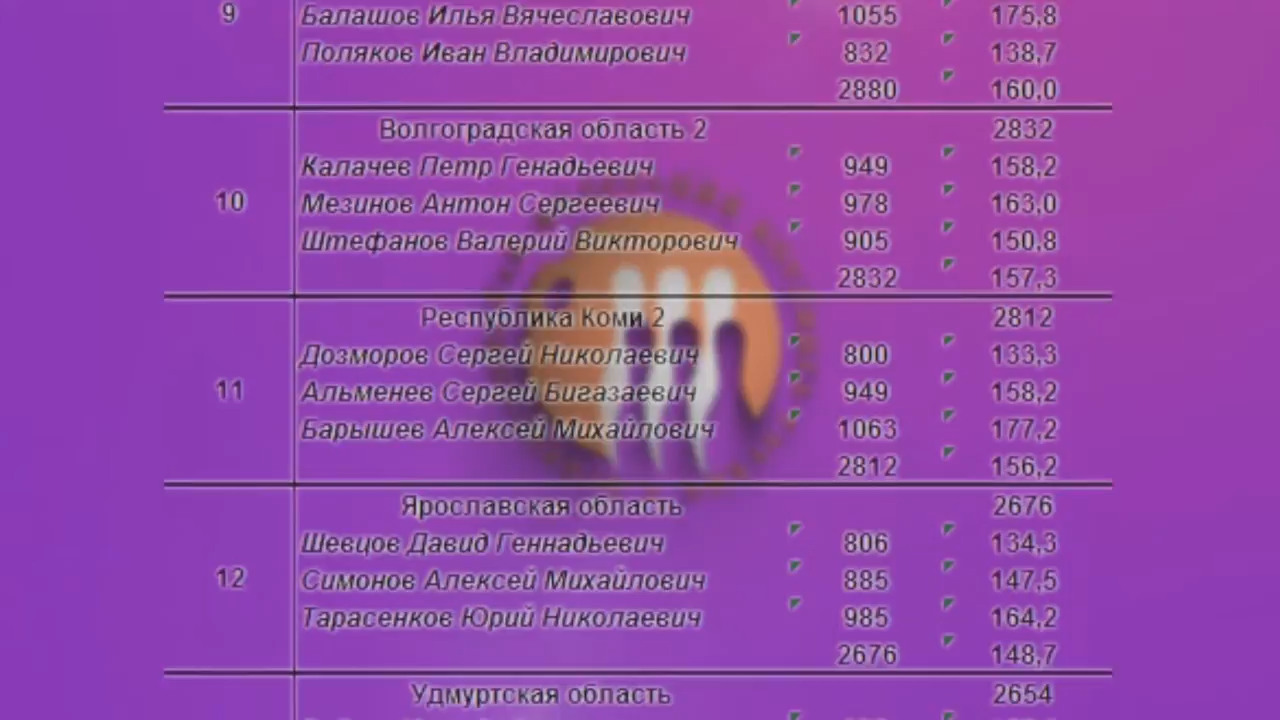 Балашов Илья Вячеславович 1055 175,8
9
Поляков Иван Владимирович 832 138,7
2880 160,0
Волгоградская область 2 2832
Калачев Петр Генадьевич 949 158,2
10 Мезинов Антон Сергеевич 978 163,0
Штефанов Валерий Викторович 905 150,8
2832 157,3
Республика Коми 2 2812
Дозморов Сергей Николаевич 800 133,3
11 Альменев Сергей Бигазаевич 949 158,2
Барышев Алексей Михайлович 1063 177,2
2812 156,2
Ярославская область 2676
Шевцов Давид Геннадьевич 806 134,3
12 Симонов Алексей Михайлович 885 147,5
Тарасенков Юрий Николаевич 985 164,2
2676 148,7
Удмуртская область 2654